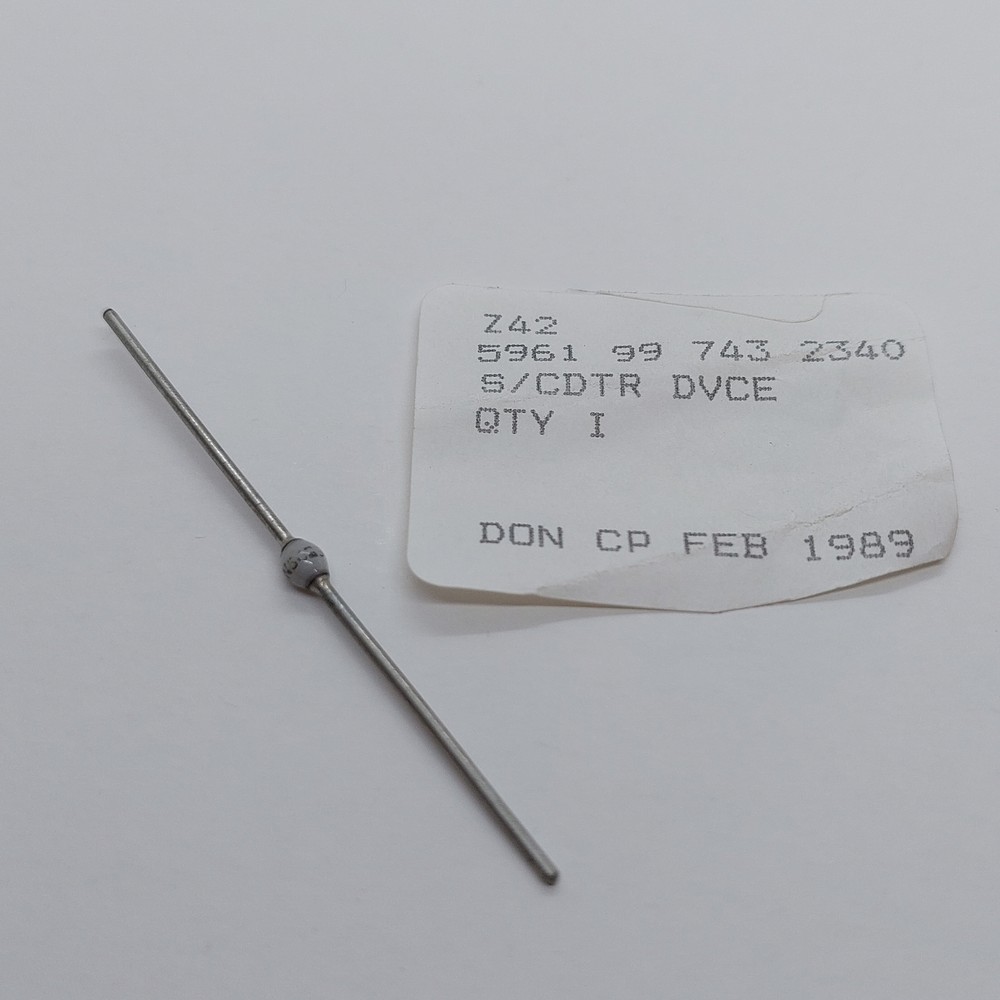 Z42
5961 99 743 2340
S/CDTR DVCE
QTY I
DON CP FEB 1989